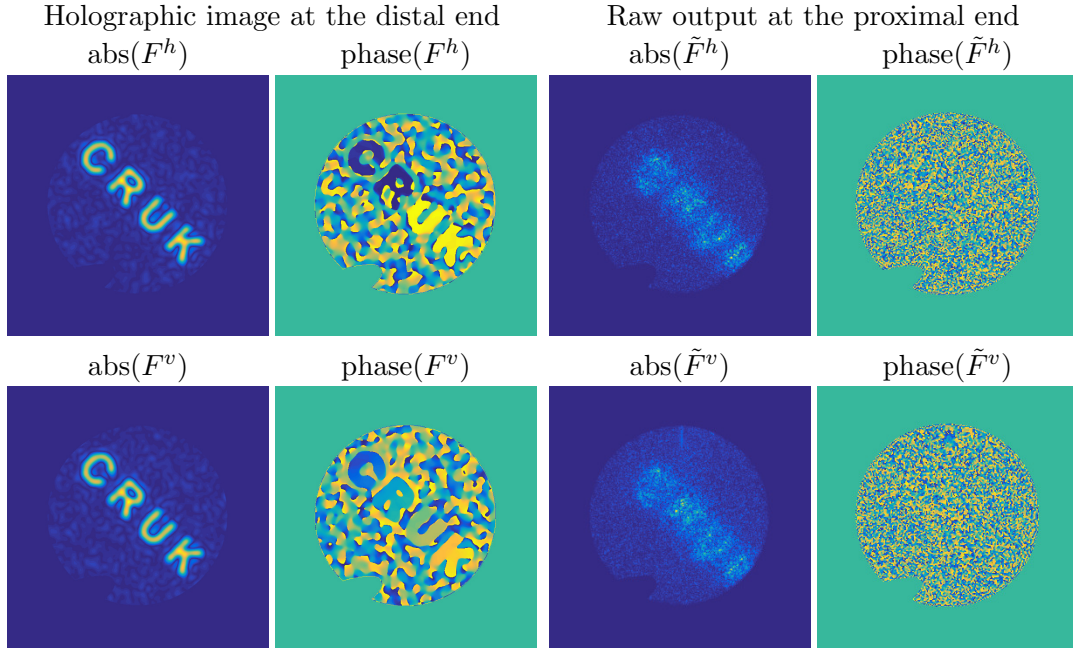 Holographic image at the distal end Raw output at the proximal end
abs(F^h) phase(F^h) abs(F̃^h) phase(F̃^h)
CRUK
abs(F^v) phase(F^v) abs(F̃^v) phase(F̃^v)
CRUK